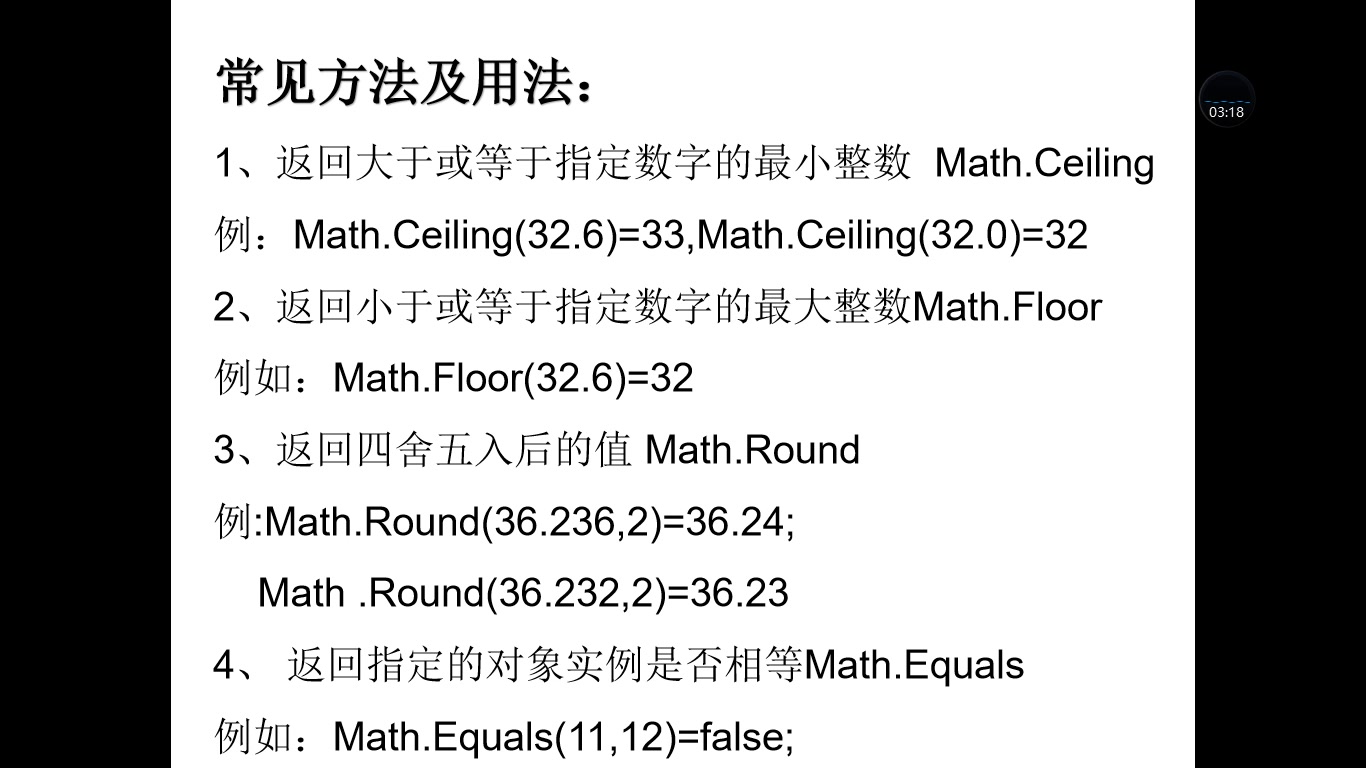 常见方法及用法：
1、返回大于或等于指定数字的最小整数 Math.Ceiling
例：Math.Ceiling(32.6)=33,Math.Ceiling(32.0)=32
2、返回小于或等于指定数字的最大整数Math.Floor
例如：Math.Floor(32.6)=32
3、返回四舍五入后的值 Math.Round
例:Math.Round(36.236,2)=36.24;
Math .Round(36.232,2)=36.23
4、 返回指定的对象实例是否相等Math.Equals
例如：Math.Equals(11,12)=false;
03:18